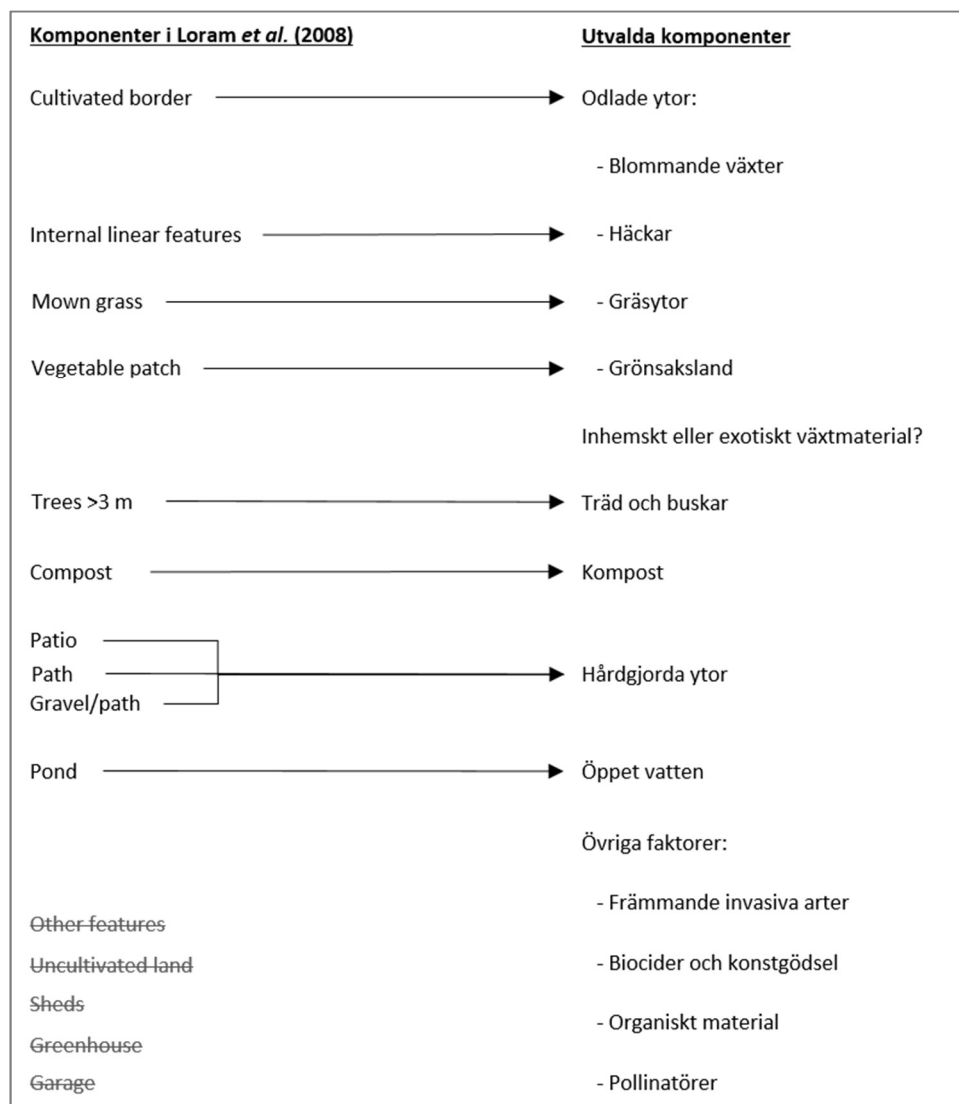 Komponenter i Loram et al. (2008) Utvalda komponenter
Cultivated border Odlade ytor:
- Blommande växter
Internal linear features - Häckar
Mown grass - Gräsytor
Vegetable patch - Grönsaksland
Inhemskt eller exotiskt växtmaterial?
Trees >3 m Träd och buskar
Compost Kompost
Patio
Path Hårdgjorda ytor
Gravel/path
Pond Öppet vatten
Övriga faktorer:
- Främmande invasiva arter
Other features
Uncultivated land - Biocider och konstgödsel
Sheds
- Organiskt material
Greenhouse
Garage - Pollinatörer